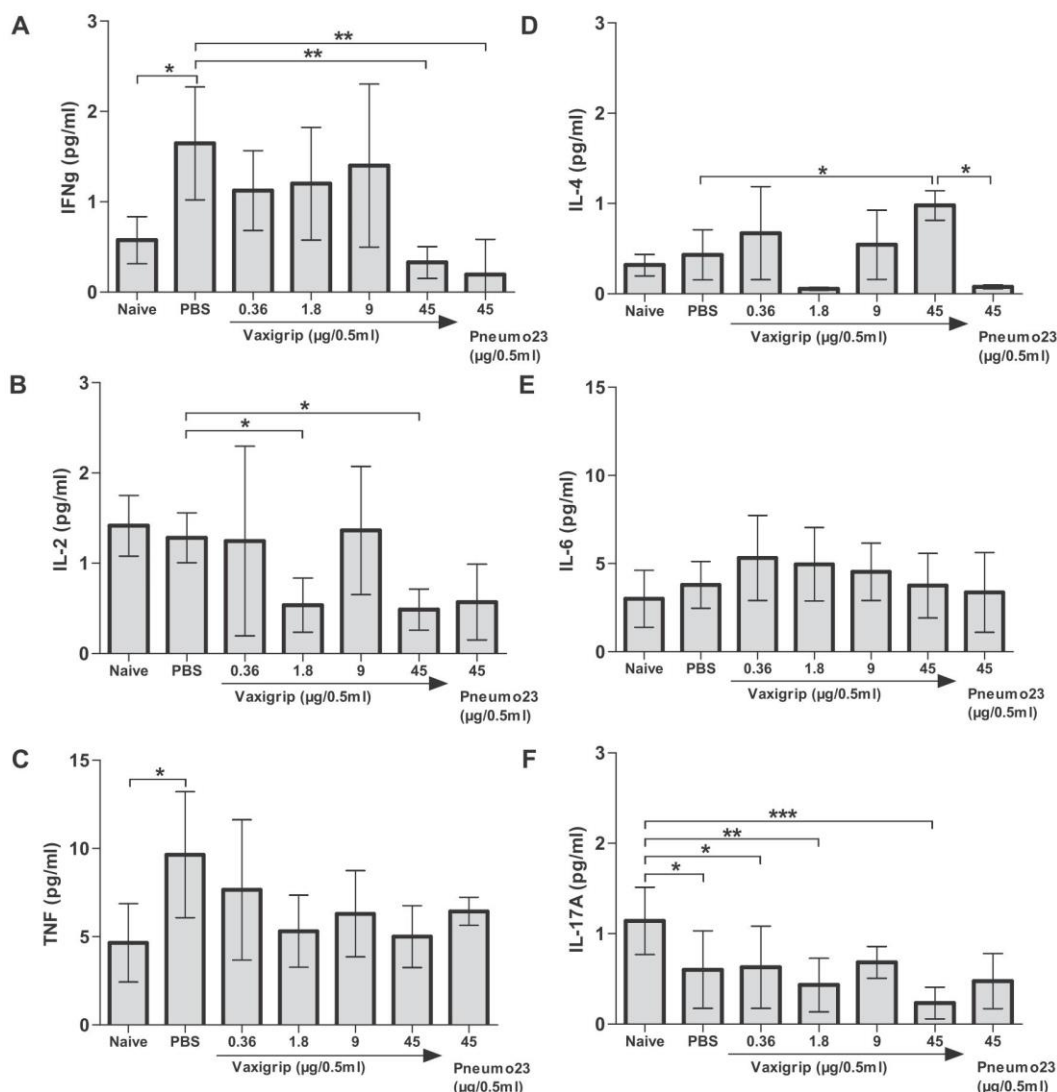 A
IFNg (pg/ml)
3
2
1
0
*
**
**
Naive PBS 0.36 1.8 9 45 45
Vaxigrip (µg/0.5ml) Pneumo23
(µg/0.5ml)
B
IL-2 (pg/ml)
3
2
1
0
*
*
Naive PBS 0.36 1.8 9 45 45
Vaxigrip (µg/0.5ml) Pneumo23
(µg/0.5ml)
C
TNF (pg/ml)
15
10
5
0
*
Naive PBS 0.36 1.8 9 45 45
Vaxigrip (µg/0.5ml) Pneumo23
(µg/0.5ml)
D
IL-4 (pg/ml)
3
2
1
0
*
*
Naive PBS 0.36 1.8 9 45 45
Vaxigrip (µg/0.5ml) Pneumo23
(µg/0.5ml)
E
IL-6 (pg/ml)
15
10
5
0
Naive PBS 0.36 1.8 9 45 45
Vaxigrip (µg/0.5ml) Pneumo23
(µg/0.5ml)
F
IL-17A (pg/ml)
3
2
1
0
***
**
*
*
Naive PBS 0.36 1.8 9 45 45
Vaxigrip (µg/0.5ml) Pneumo23
(µg/0.5ml)